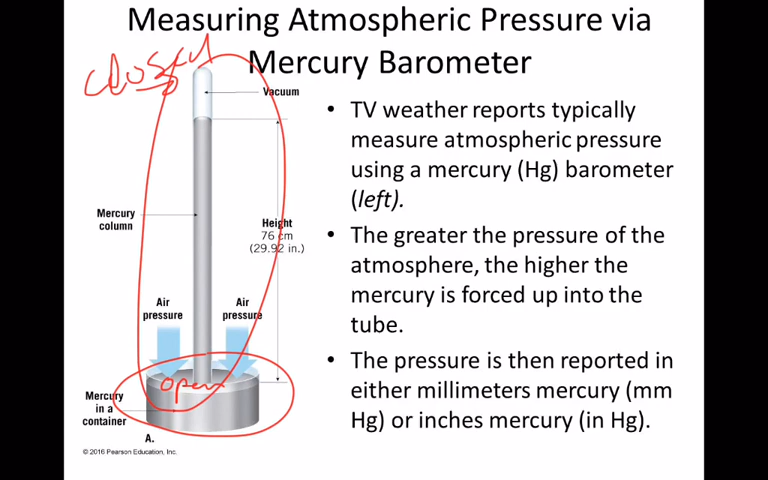 Measuring Atmospheric Pressure via
Mercury Barometer
closed
Vacuum
Mercury
column
Height
76 cm
(29.92 in.)
Air
pressure
Air
pressure
open
Mercury
in a
container
A.
© 2016 Pearson Education, Inc.
• TV weather reports typically
measure atmospheric pressure
using a mercury (Hg) barometer
(left).
• The greater the pressure of the
atmosphere, the higher the
mercury is forced up into the
tube.
• The pressure is then reported in
either millimeters mercury (mm
Hg) or inches mercury (in Hg).